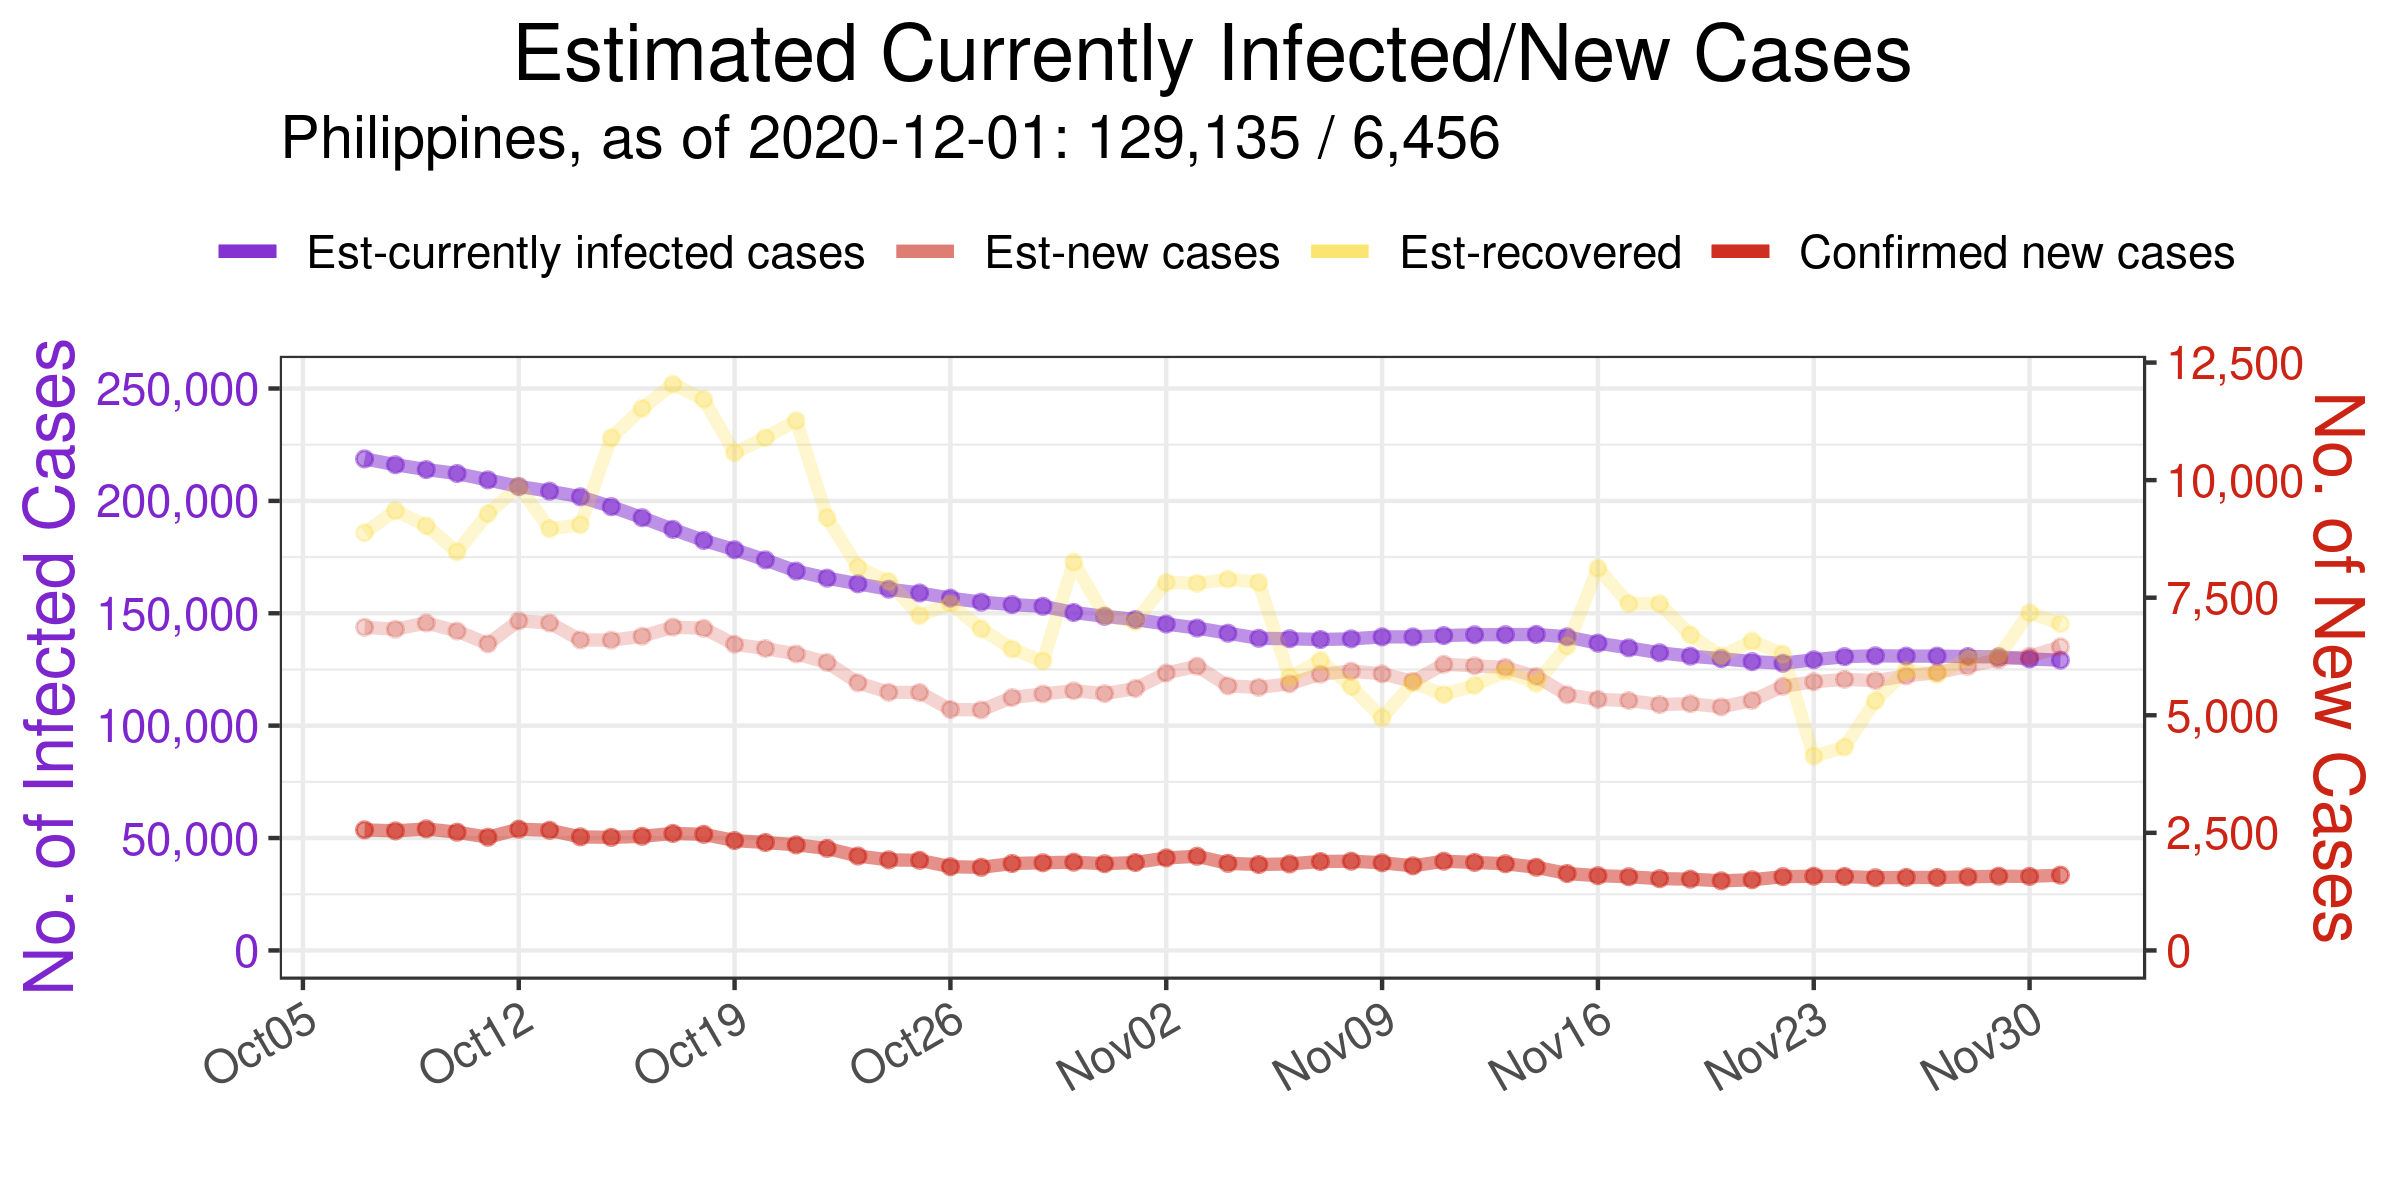 Estimated Currently Infected/New Cases
Philippines, as of 2020-12-01: 129,135 / 6,456
Est-currently infected cases Est-new cases Est-recovered Confirmed new cases
No. of Infected Cases
250,000
200,000
150,000
100,000
50,000
0
12,500
10,000
7,500
5,000
2,500
0
No. of New Cases
Oct05 Oct12 Oct19 Oct26 Nov02 Nov09 Nov16 Nov23 Nov30